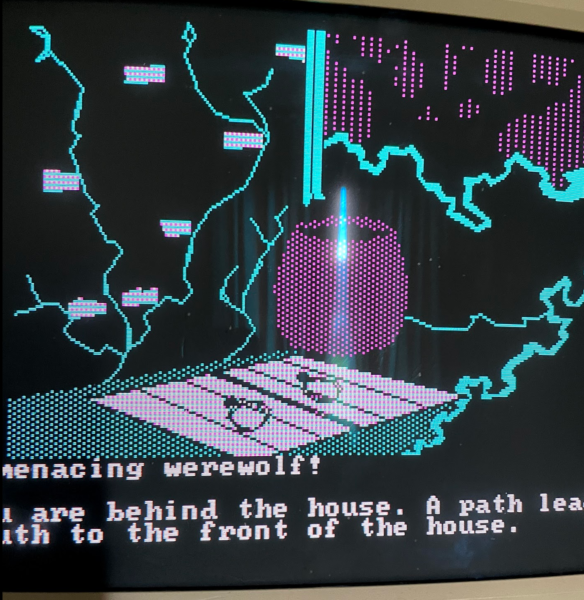 menacing werewolf!
u are behind the house. A path lea
uth to the front of the house.